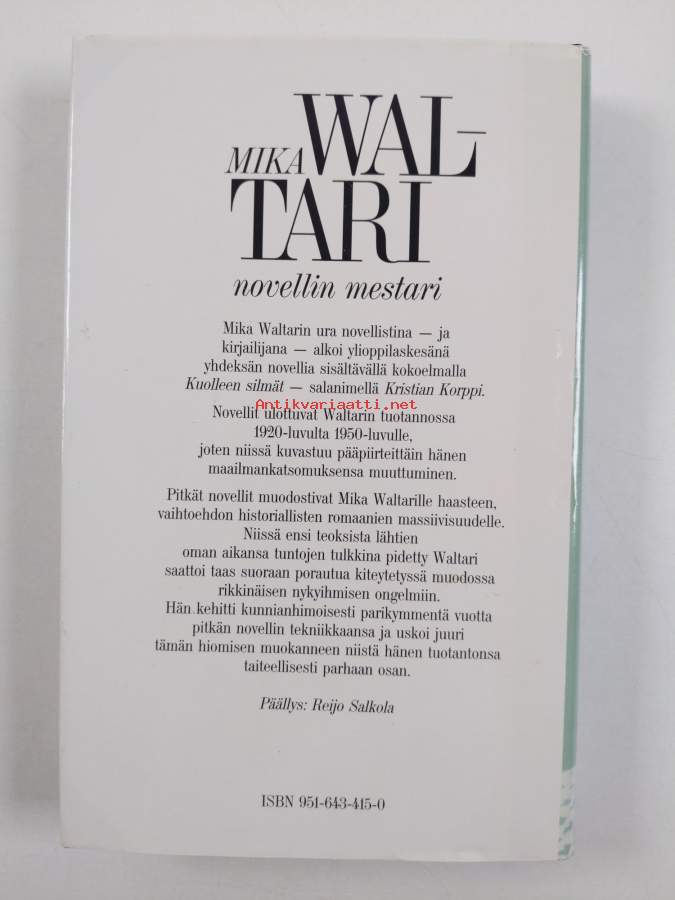 MIKA WAL-
TARI
novellin mestari
Mika Waltarin ura novellistina — ja
kirjailijana — alkoi ylioppilaskesänä
yhdeksän novellia sisältävällä kokoelmalla
Kuolleen silmät — salanimellä Kristian Korppi.
Antikvariaatti.net
Novellit ulottuvat Waltarin tuotannossa
1920-luvulta 1950-luvulle,
joten niissä kuvastuu pääpiirteittäin hänen
maailmankatsomuksensa muuttuminen.
Pitkät novellit muodostivat Mika Waltarille haasteen,
vaihtoehdon historiallisten romaanien massiivisuudelle.
Niissä ensi teoksista lähtien
oman aikansa tuntojen tulkkina pidetty Waltari
saattoi taas suoraan porautua kiteytetyssä muodossa
rikkinäisen nykyihmisen ongelmiin.
Hän kehitti kunnianhimoisesti parikymmentä vuotta
pitkän novellin tekniikkaansa ja uskoi juuri
tämän hiomisen muokanneen niistä hänen tuotantonsa
taiteellisesti parhaan osan.
Päällys: Reijo Salkola
ISBN 951-643-415-0